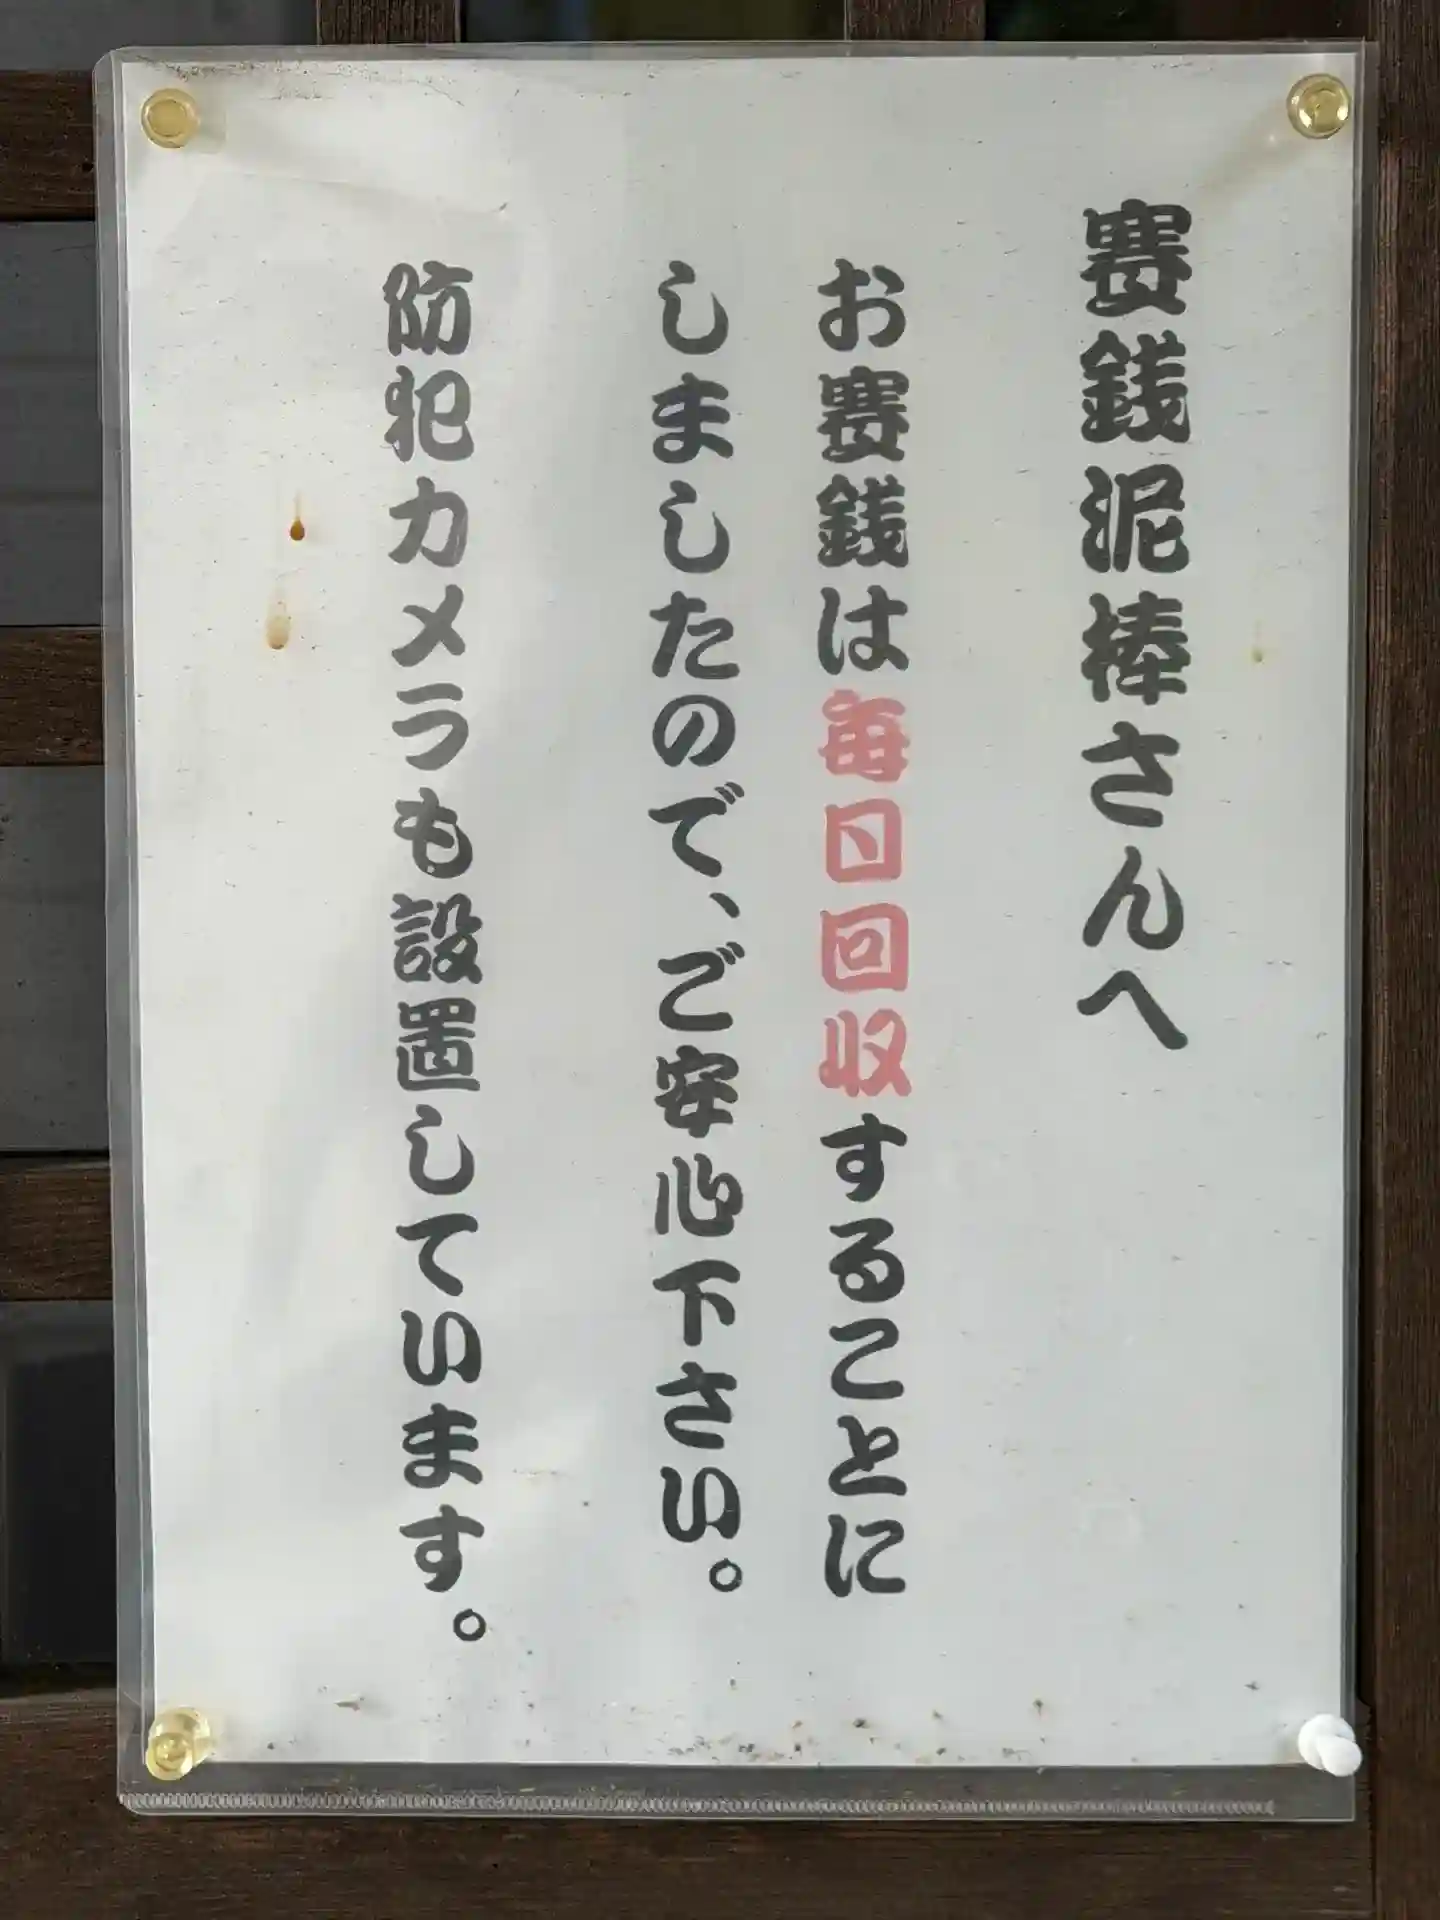 賽銭泥棒さんへ
お賽銭は毎日回収することに
しましたので、ご安心下さい。
防犯カメラも設置しています。